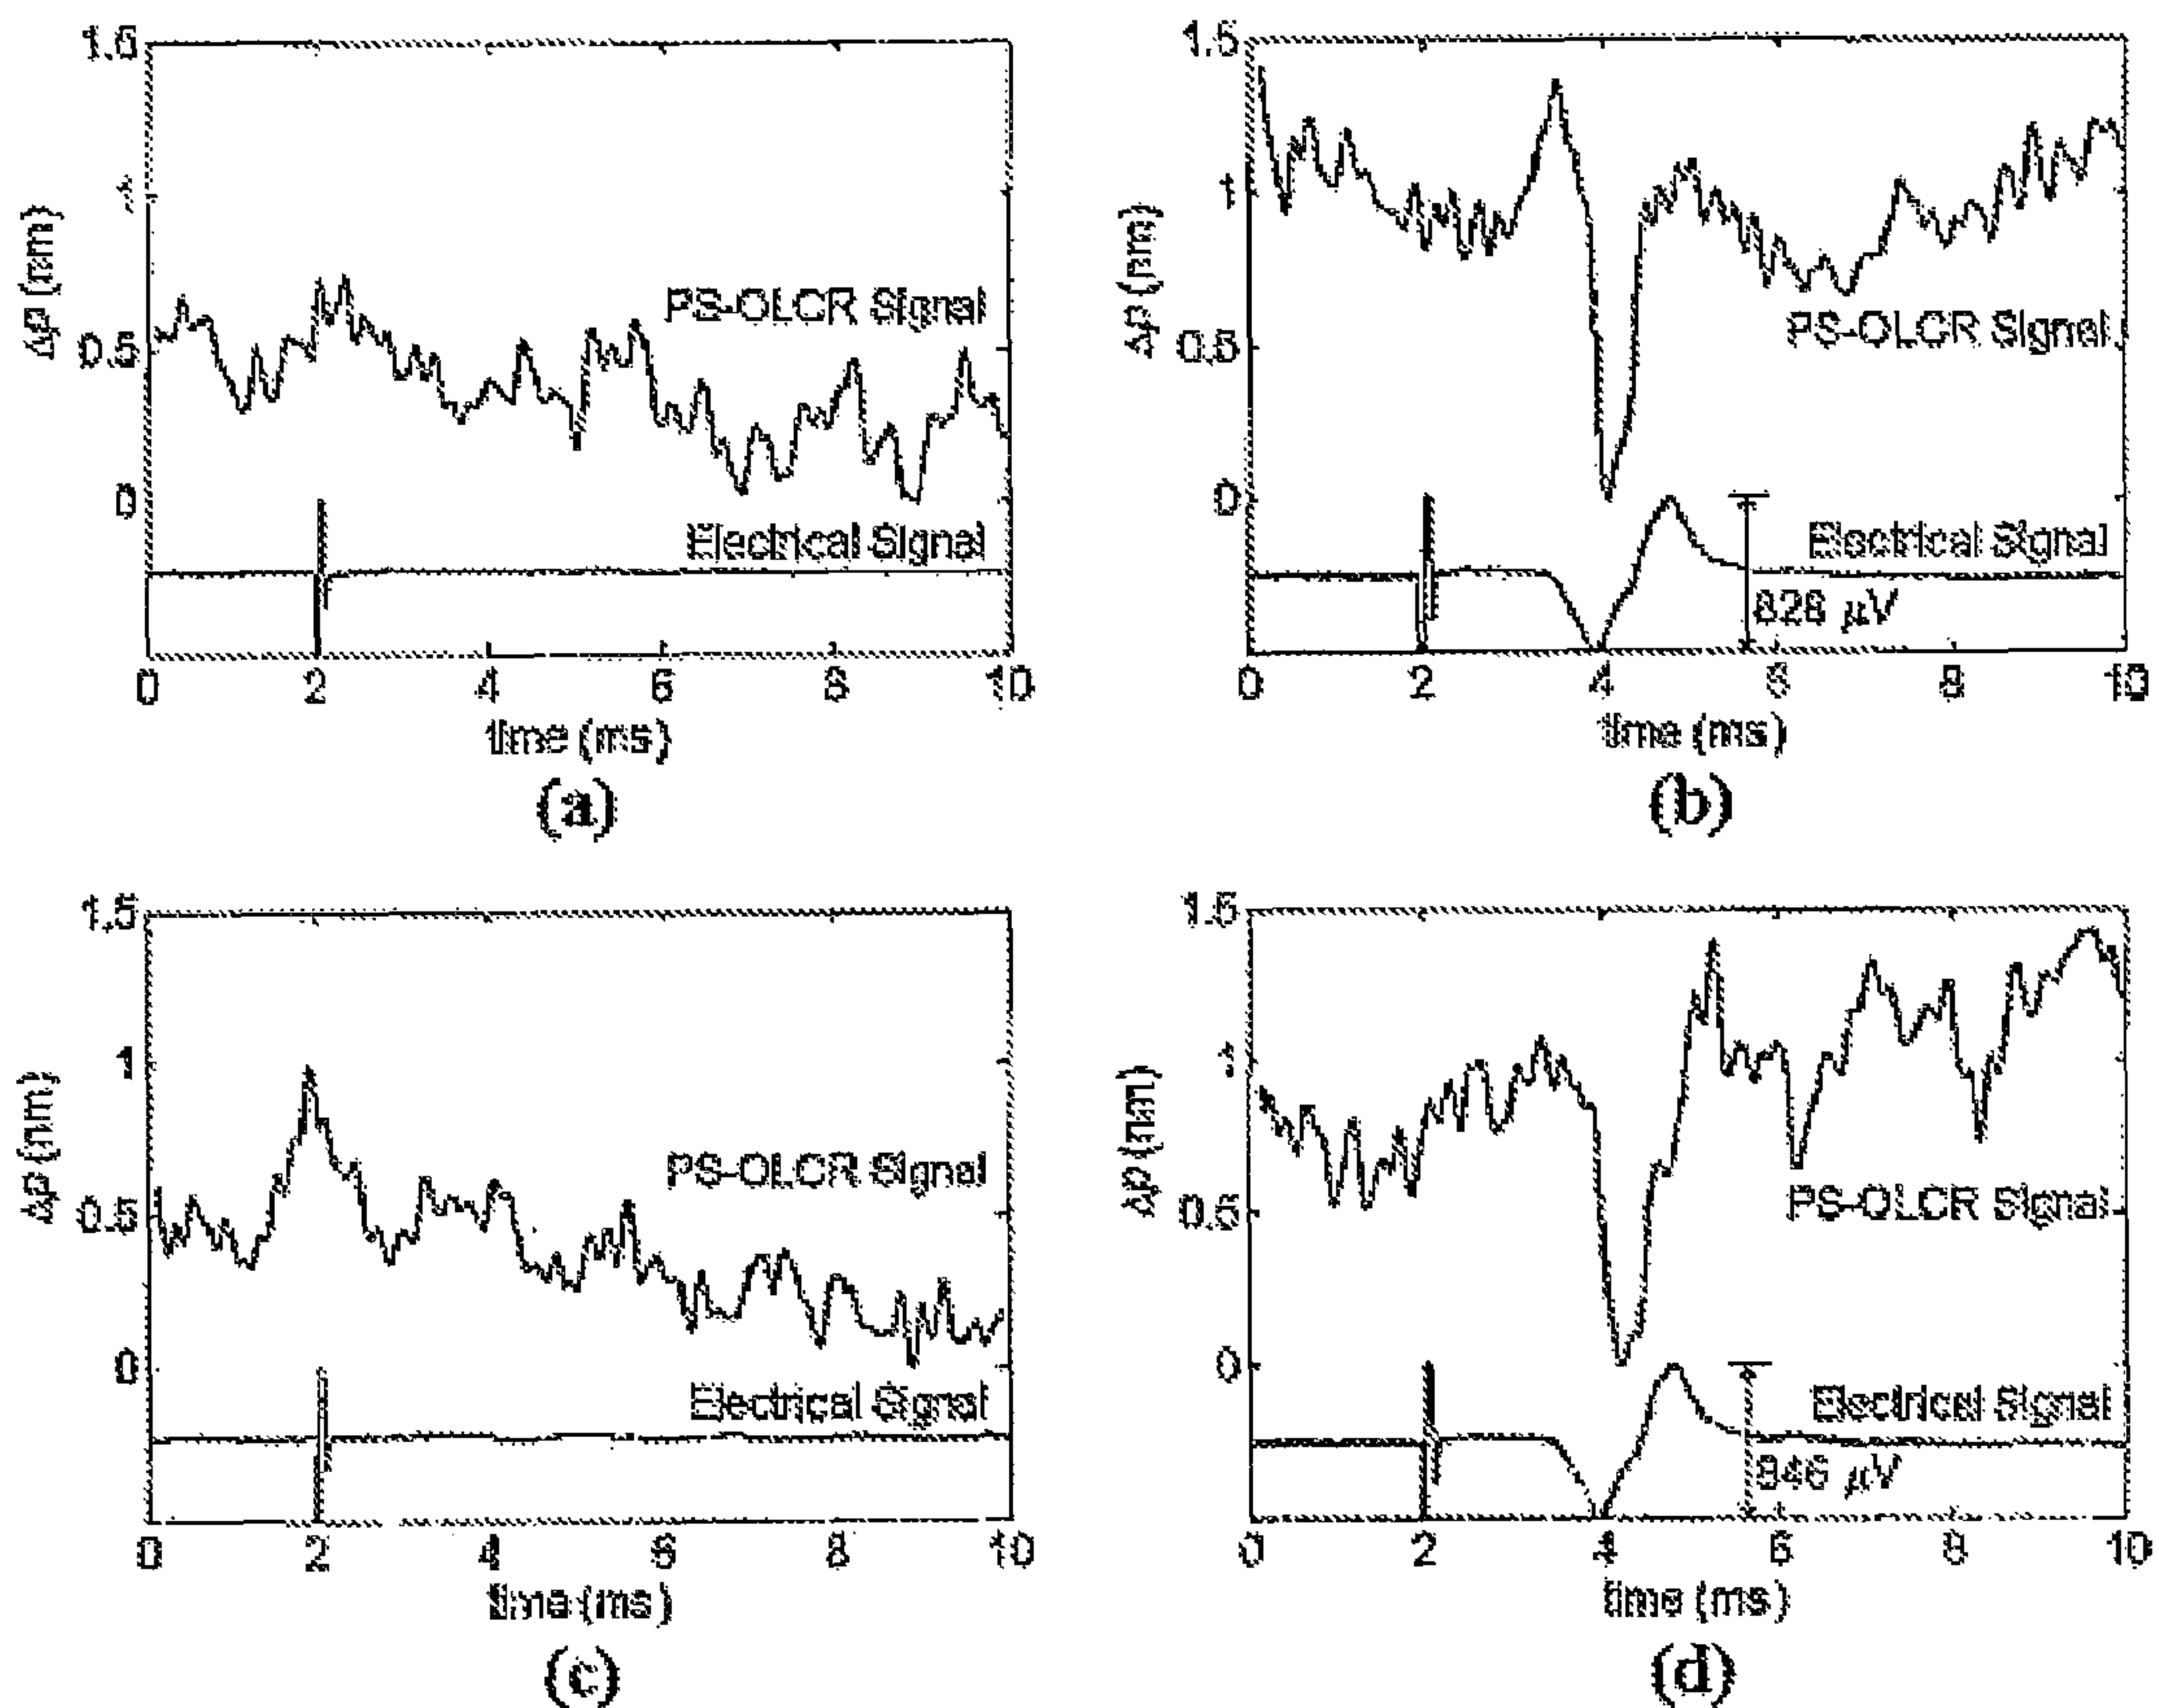 1.5
1
0.5
0
Δp (nm)
PS-OLCR Signal
Electrical Signal
0 2 4 6 8 10
time (ms)
(a)
1.5
1
0.5
0
Δp (nm)
PS-OLCR Signal
Electrical Signal
μV
0 2 4 6 8 10
time (ms)
(b)
1.5
1
0.5
0
Δp (nm)
PS-OLCR Signal
Electrical Signal
0 2 4 6 8 10
time (ms)
(c)
1.5
1
0.5
0
Δp (nm)
PS-OLCR Signal
Electrical Signal
μV
0 2 4 6 8 10
time (ms)
(d)